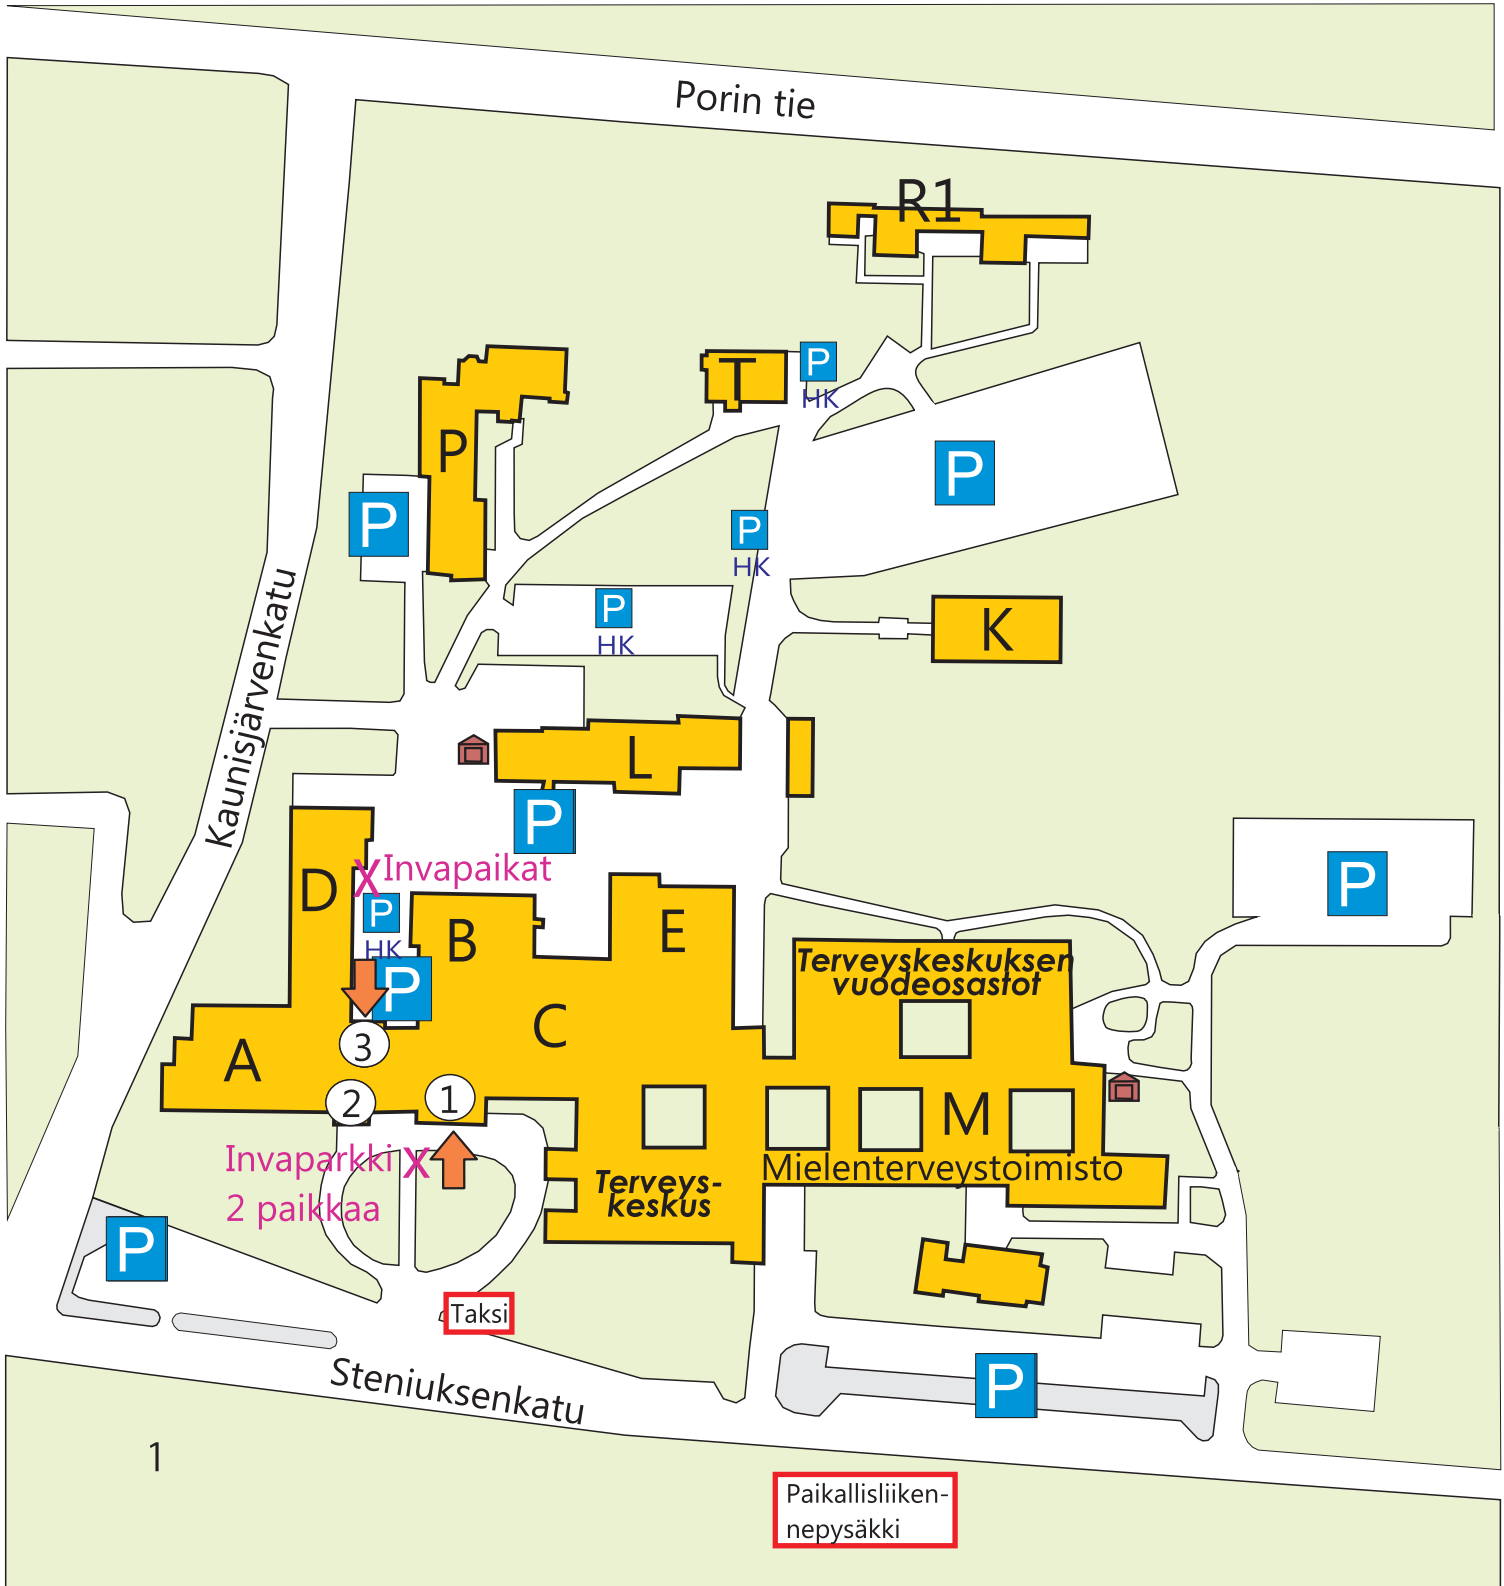 Porin tie
R1
T
P
HK
P
P
P
P
HK
Kaunisjärvenkatu
P
HK
K
L
P
D
X Invapaikat
P
HK
B
E
P
P
Terveyskeskuksen
vuodeosastot
A
3
C
2
1
M
Invaparkki X
2 paikkaa
Mielenterveystoimisto
Terveys-
keskus
P
Taksi
Steniuksenkatu
P
1
Paikallisliiken-
nepysäkki